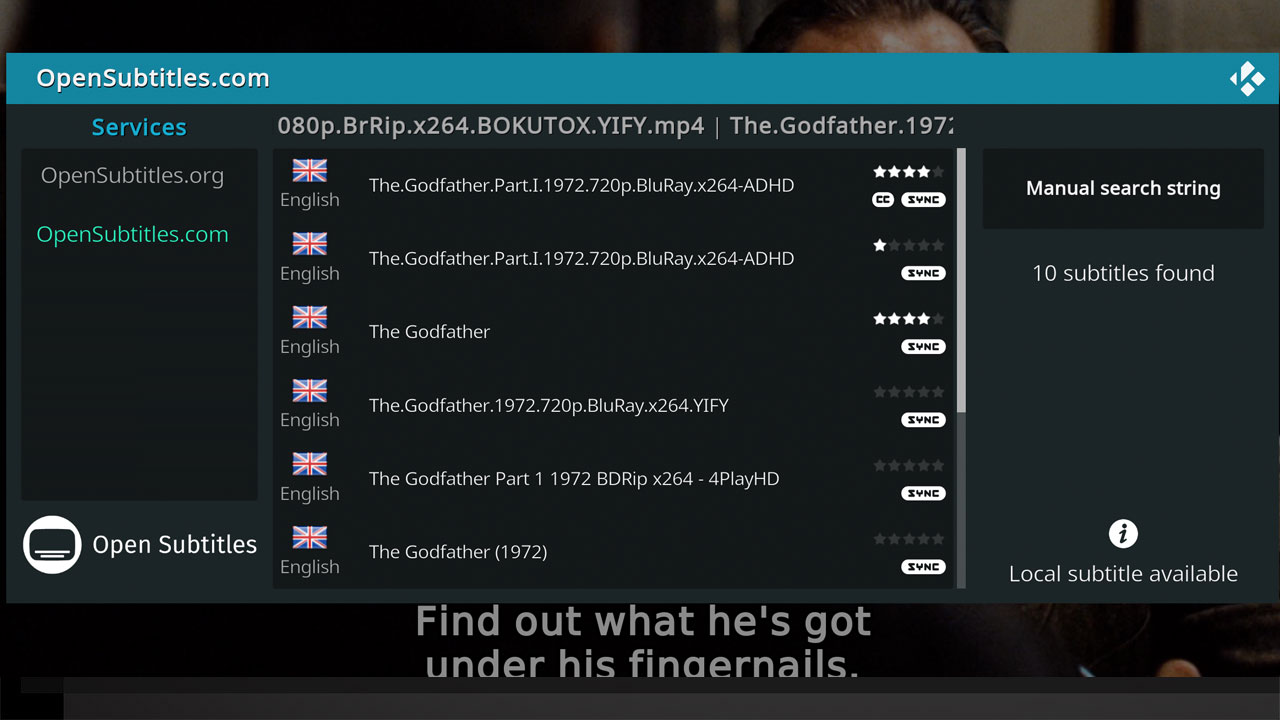 OpenSubtitles.com
Services
OpenSubtitles.org
OpenSubtitles.com
Open Subtitles
080p.BrRip.x264.BOKUTOX.YIFY.mp4 | The.Godfather.1972
English
The.Godfather.Part.I.1972.720p.BluRay.x264-ADHD
CC SYNC
English
The.Godfather.Part.I.1972.720p.BluRay.x264-ADHD
SYNC
English
The Godfather
SYNC
English
The.Godfather.1972.720p.BluRay.x264.YIFY
SYNC
English
The Godfather Part 1 1972 BDRip x264 - 4PlayHD
SYNC
English
The Godfather (1972)
SYNC
Manual search string
10 subtitles found
i
Local subtitle available
Find out what he's got
under his fingernails.